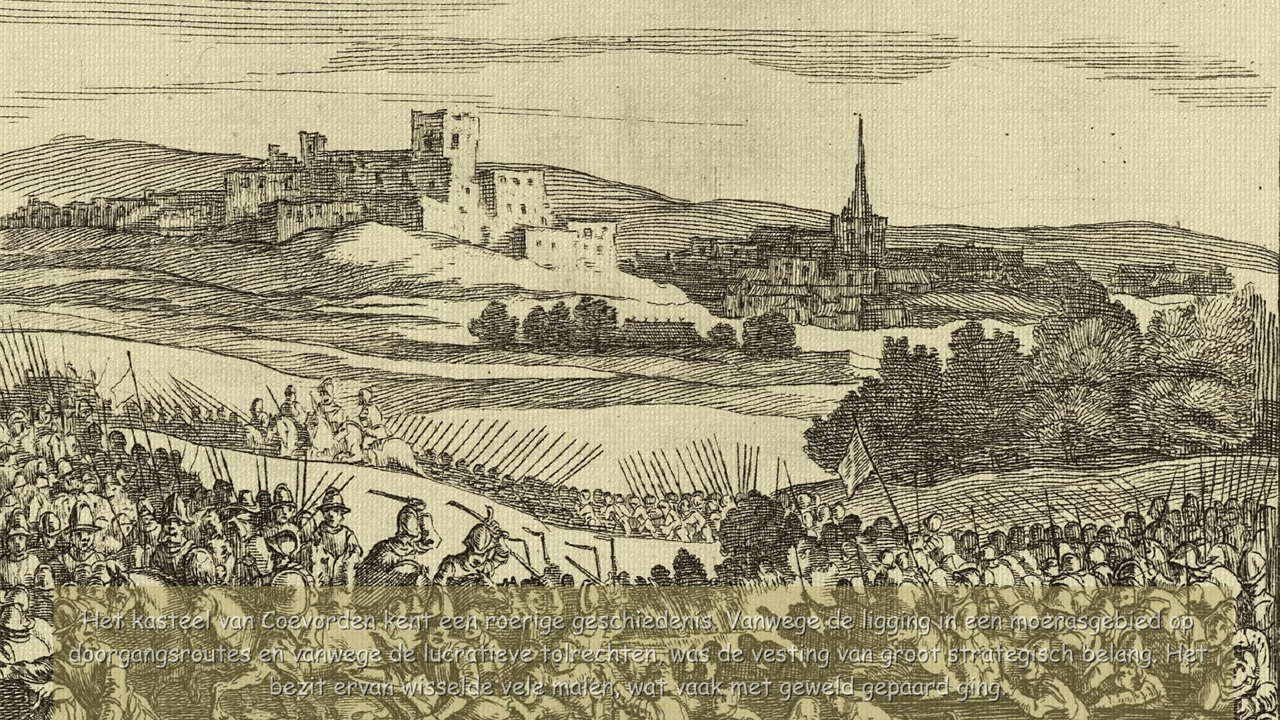 Het kasteel van Coevorden kent een roerige geschiedenis. Vanwege de ligging in een moerasgebied op
doorgangsroutes en vanwege de lucratieve tolrechten, was de vesting van groot strategisch belang. Het
bezit ervan wisselde vele malen, wat vaak met geweld gepaard ging.